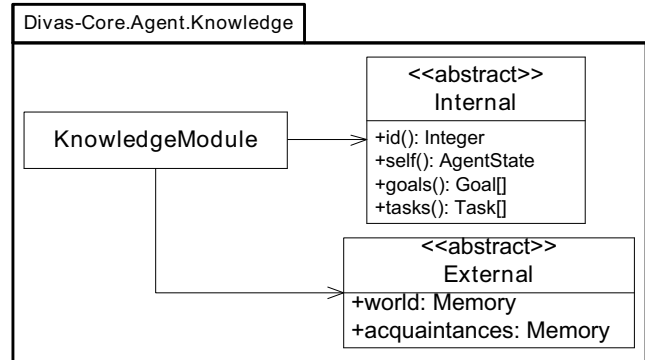 Divas-Core.Agent.Knowledge
KnowledgeModule
<<abstract>>
Internal
+id(): Integer
+self(): AgentState
+goals(): Goal[]
+tasks(): Task[]
<<abstract>>
External
+world: Memory
+acquaintances: Memory